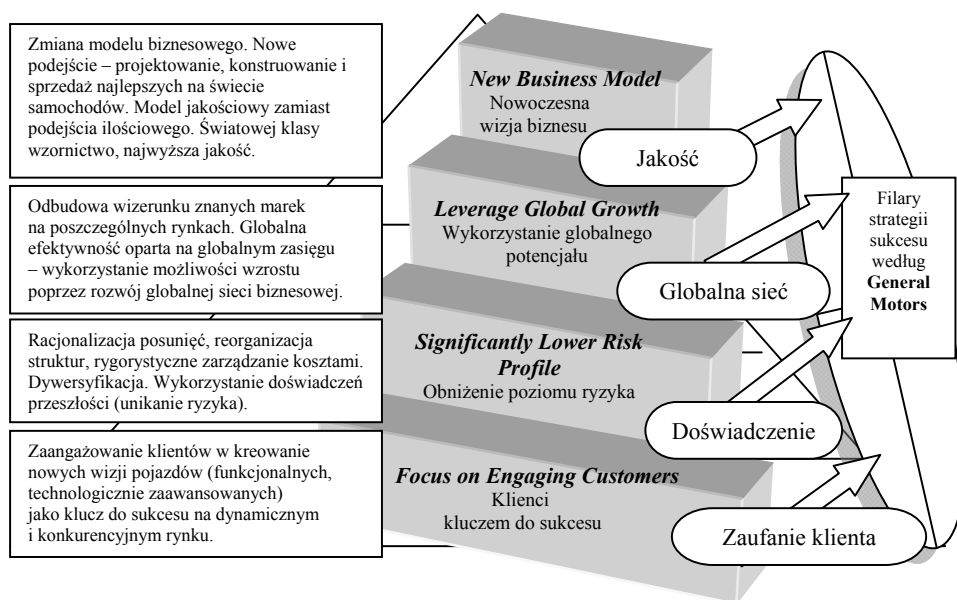 Zmiana modelu biznesowego. Nowe
podejście – projektowanie, konstruowanie i
sprzedaż najlepszych na świecie
samochodów. Model jakościowy zamiast
podejścia ilościowego. Światowej klasy
wzornictwo, najwyższa jakość.
New Business Model
Nowoczesna
wizja biznesu
Jakość
Odbudowa wizerunku znanych marek
na poszczególnych rynkach. Globalna
efektywność oparta na globalnym zasięgu
– wykorzystanie możliwości wzrostu
poprzez rozwój globalnej sieci biznesowej.
Leverage Global Growth
Wykorzystanie globalnego
potencjału
Globalna sieć
Filary
strategii
sukcesu
według
General
Motors
Racjonalizacja posunięć, reorganizacja
struktur, rygorystyczne zarządzanie kosztami.
Dywersyfikacja. Wykorzystanie doświadczeń
przeszłości (unikanie ryzyka).
Significantly Lower Risk
Profile
Obniżenie poziomu ryzyka
Doświadczenie
Zaangażowanie klientów w kreowanie
nowych wizji pojazdów (funkcjonalnych,
technologicznie zaawansowanych)
jako klucz do sukcesu na dynamicznym
i konkurencyjnym rynku.
Focus on Engaging Customers
Klienci
kluczem do sukcesu
Zaufanie klienta